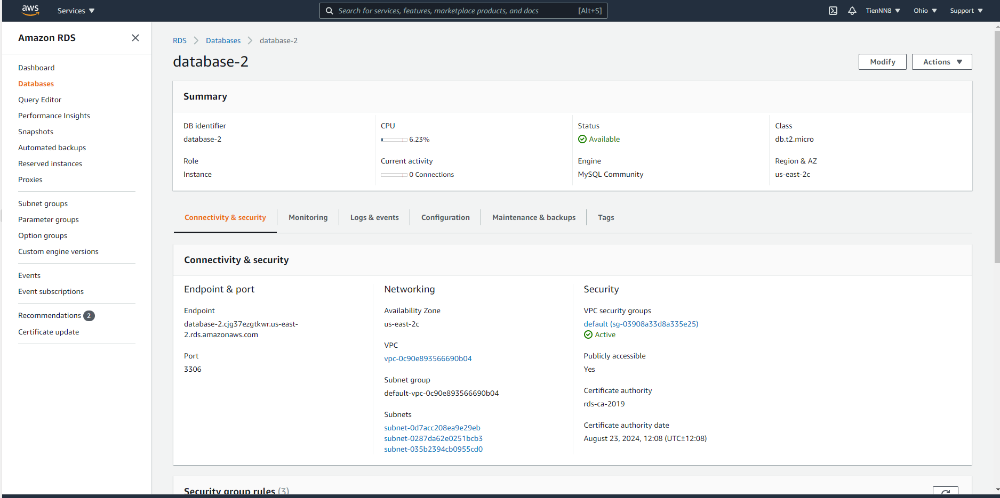 aws Services Search for services, features, marketplace products, and docs [Alt+S] TienNN8 Ohio Support
Amazon RDS
Dashboard
Databases
Query Editor
Performance Insights
Snapshots
Automated backups
Reserved instances
Proxies
Subnet groups
Parameter groups
Option groups
Custom engine versions
Events
Event subscriptions
Recommendations 2
Certificate update
RDS Databases database-2
database-2
Modify Actions
Summary
DB identifier
database-2
Role
Instance
CPU
6.23%
Current activity
0 Connections
Status
Available
Engine
MySQL Community
Class
db.t2.micro
Region & AZ
us-east-2c
Connectivity & security Monitoring Logs & events Configuration Maintenance & backups Tags
Connectivity & security
Endpoint & port
Endpoint
database-2.cjg37ezgtkwr.us-east-
2.rds.amazonaws.com
Port
3306
Networking
Availability Zone
us-east-2c
VPC
vpc-0c90e893566690b04
Subnet group
default-vpc-0c90e893566690b04
Subnets
subnet-0d7acc208ea9e29eb
subnet-0287da62e0251bcb3
subnet-035b2394cb0955cd0
Security
VPC security groups
default (sg-03908a33d8a335e25)
Active
Publicly accessible
Yes
Certificate authority
rds-ca-2019
Certificate authority date
August 23, 2024, 12:08 (UTC±12:08)
Security group rules (3)